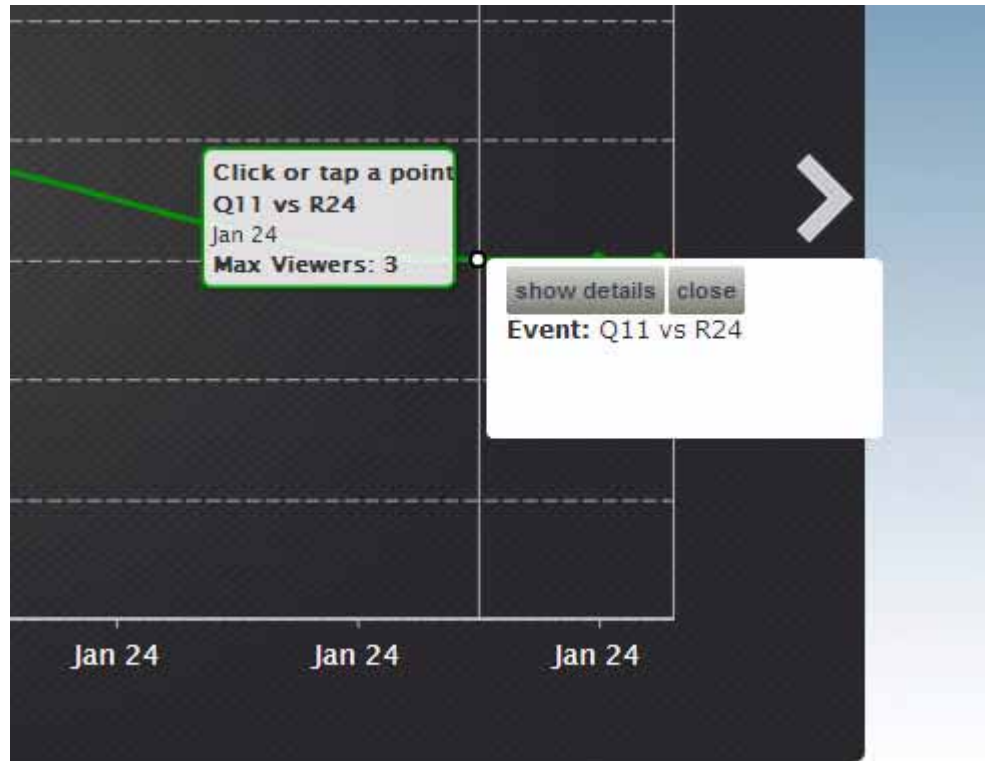 Click or tap a point
Q11 vs R24
Jan 24
Max Viewers: 3
show details close
Event: Q11 vs R24
Jan 24 Jan 24 Jan 24